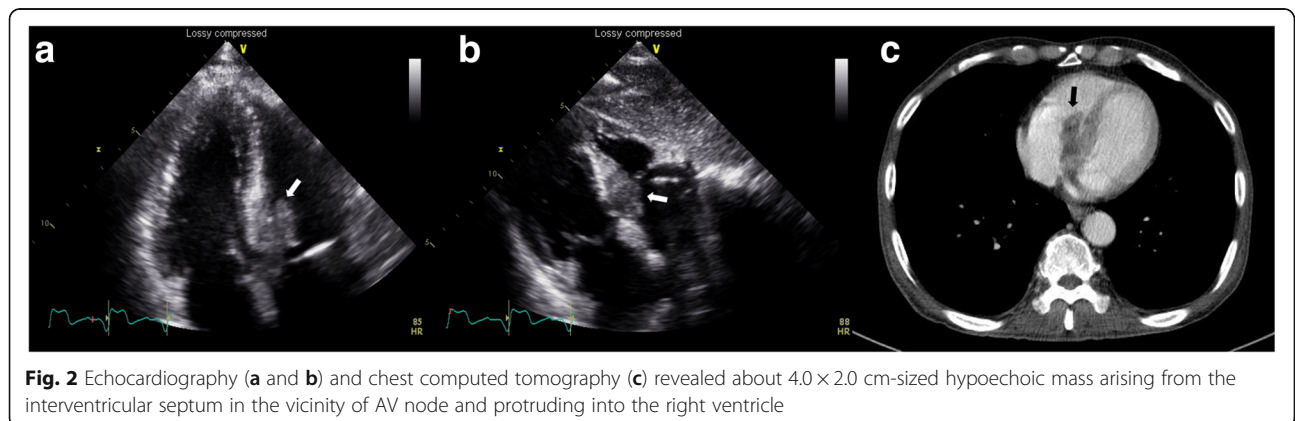 a
Lossy compressed
V
5
x
10
85
HR
b
Lossy compressed
V
5
x
10
5
88
HR
c
Fig. 2 Echocardiography (a and b) and chest computed tomography (c) revealed about 4.0 × 2.0 cm-sized hypoechoic mass arising from the
interventricular septum in the vicinity of AV node and protruding into the right ventricle